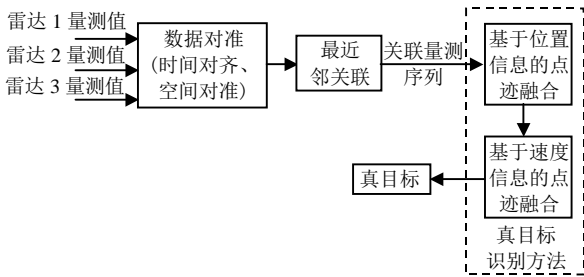 雷达 1 量测值
雷达 2 量测值
雷达 3 量测值
数据对准
(时间对齐、
空间对准)
最近
邻关联
关联量测
序列
基于位置
信息的点
迹融合
基于速度
信息的点
迹融合
真目标
真目标
识别方法